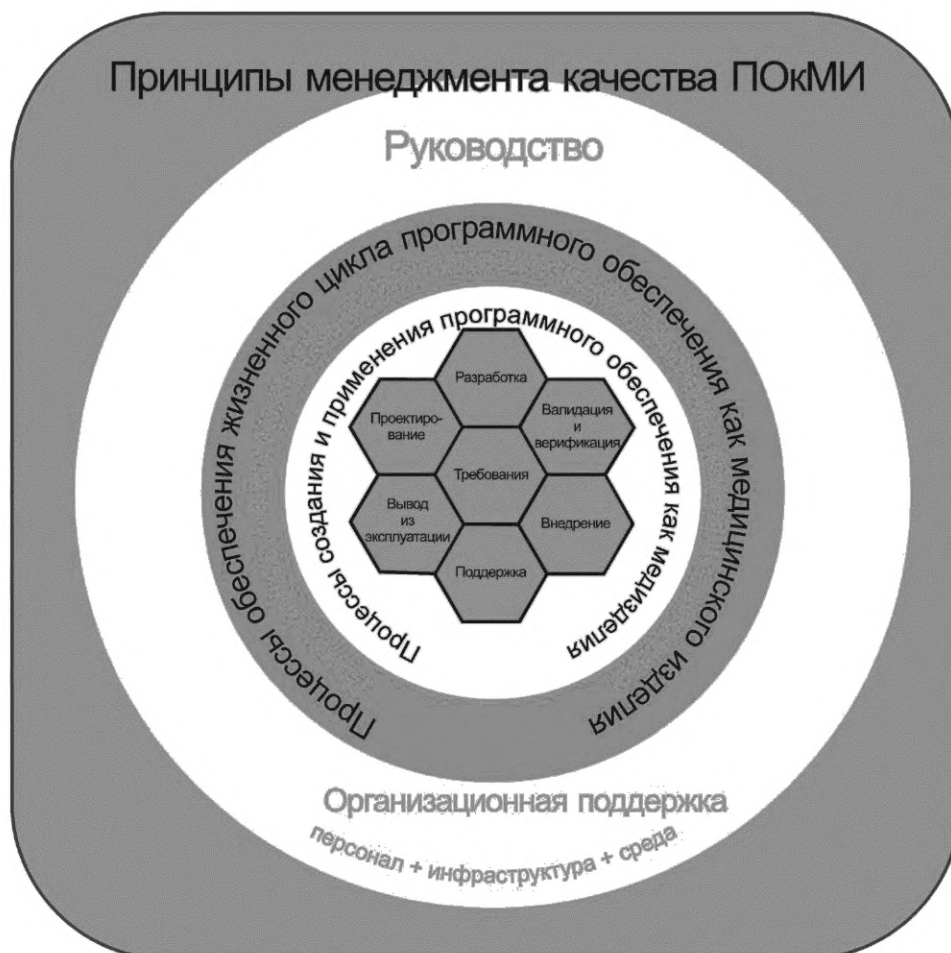 Принципы менеджмента качества ПОкМИ
Руководство
Процессы обеспечения жизненного цикла программного обеспечения как медицинского изделия
Процессы создания и применения программного обеспечения как медизделия
Разработка
Проектиро-
вание
Валидация
и
верификация
Требования
Вывод
из
эксплуатации
Внедрение
Поддержка
Организационная поддержка
персонал + инфраструктура + среда